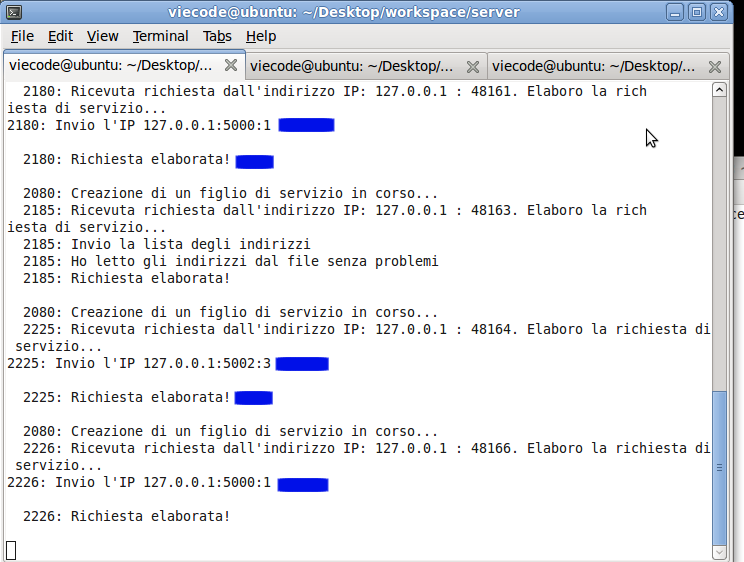 viecode@ubuntu: ~/Desktop/workspace/server
File Edit View Terminal Tabs Help
viecode@ubuntu: ~/Desktop/... viecode@ubuntu: ~/Desktop/... viecode@ubuntu: ~/Desktop/...
2180: Ricevuta richiesta dall'indirizzo IP: 127.0.0.1 : 48161. Elaboro la rich
iesta di servizio...
2180: Invio l'IP 127.0.0.1:5000:1
2180: Richiesta elaborata!
2080: Creazione di un figlio di servizio in corso...
2185: Ricevuta richiesta dall'indirizzo IP: 127.0.0.1 : 48163. Elaboro la rich
iesta di servizio...
2185: Invio la lista degli indirizzi
2185: Ho letto gli indirizzi dal file senza problemi
2185: Richiesta elaborata!
2080: Creazione di un figlio di servizio in corso...
2225: Ricevuta richiesta dall'indirizzo IP: 127.0.0.1 : 48164. Elaboro la richiesta di
servizio...
2225: Invio l'IP 127.0.0.1:5002:3
2225: Richiesta elaborata!
2080: Creazione di un figlio di servizio in corso...
2226: Ricevuta richiesta dall'indirizzo IP: 127.0.0.1 : 48166. Elaboro la richiesta di
servizio...
2226: Invio l'IP 127.0.0.1:5000:1
2226: Richiesta elaborata!